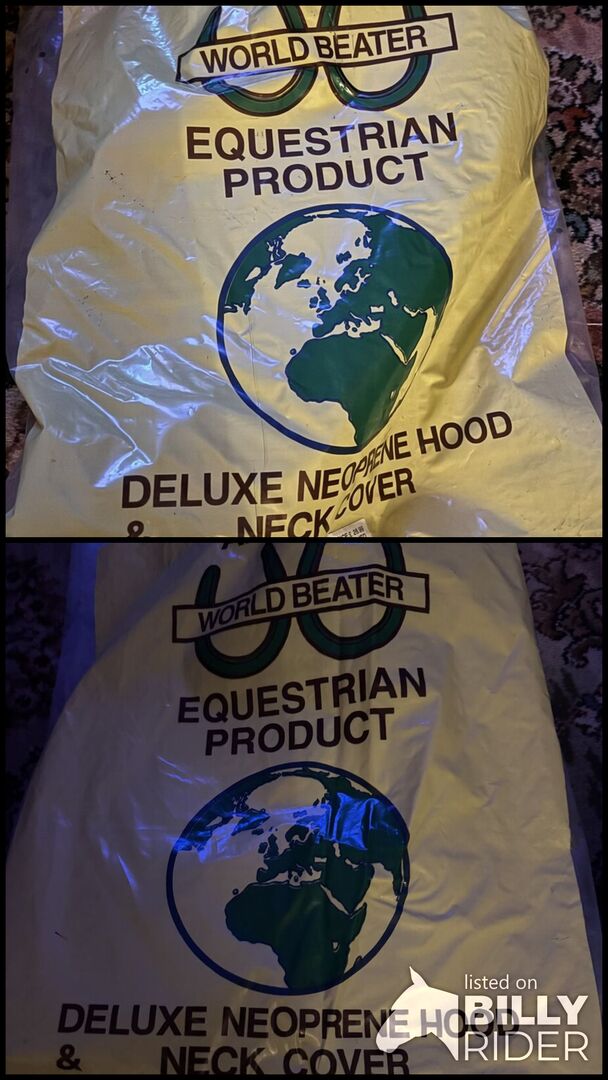 WORLD BEATER
EQUESTRIAN
PRODUCT
DELUXE NEOPRENE HOOD
& NECK COVER
WORLD BEATER
EQUESTRIAN
PRODUCT
DELUXE NEOPRENE HOOD
& NECK COVER
listed on
BILLY
RIDER